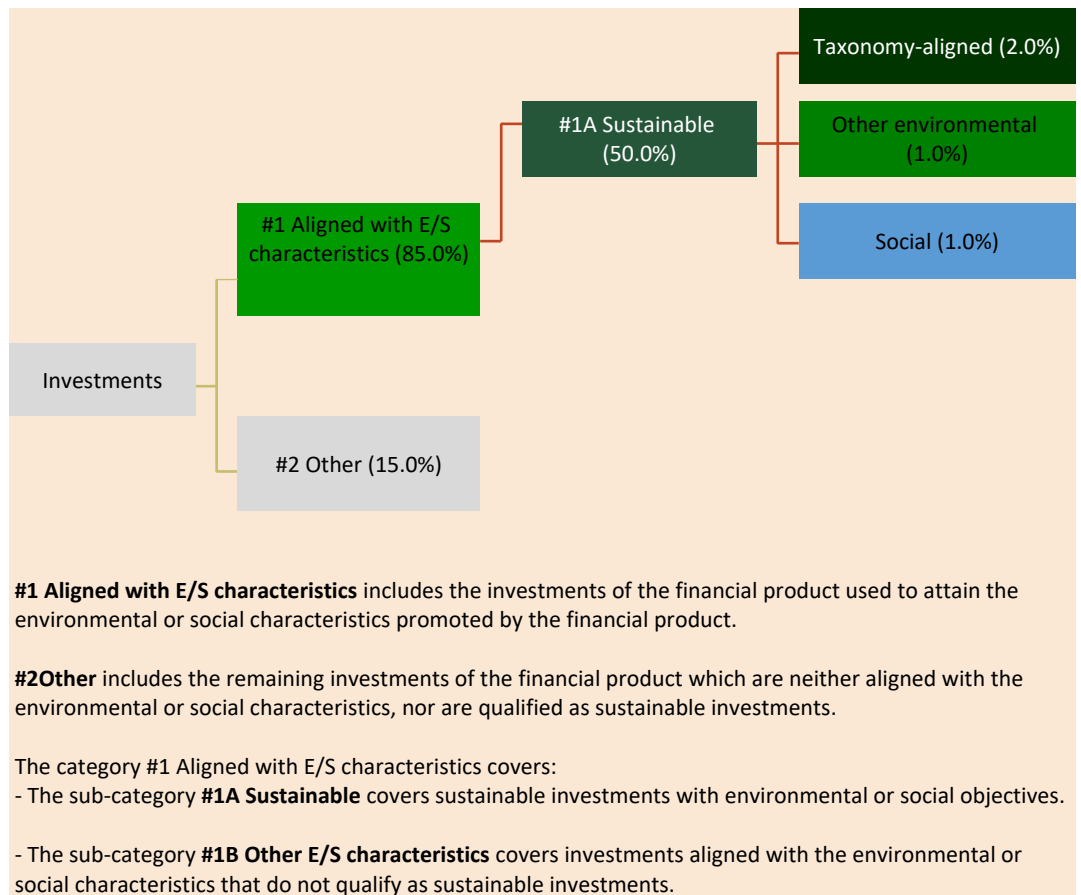 Taxonomy-aligned (2.0%)
#1A Sustainable
(50.0%)
Other environmental
(1.0%)
#1 Aligned with E/S
characteristics (85.0%)
Social (1.0%)
Investments
#2 Other (15.0%)
#1 Aligned with E/S characteristics includes the investments of the financial product used to attain the
environmental or social characteristics promoted by the financial product.
#2Other includes the remaining investments of the financial product which are neither aligned with the
environmental or social characteristics, nor are qualified as sustainable investments.
The category #1 Aligned with E/S characteristics covers:
- The sub-category #1A Sustainable covers sustainable investments with environmental or social objectives.
- The sub-category #1B Other E/S characteristics covers investments aligned with the environmental or
social characteristics that do not qualify as sustainable investments.